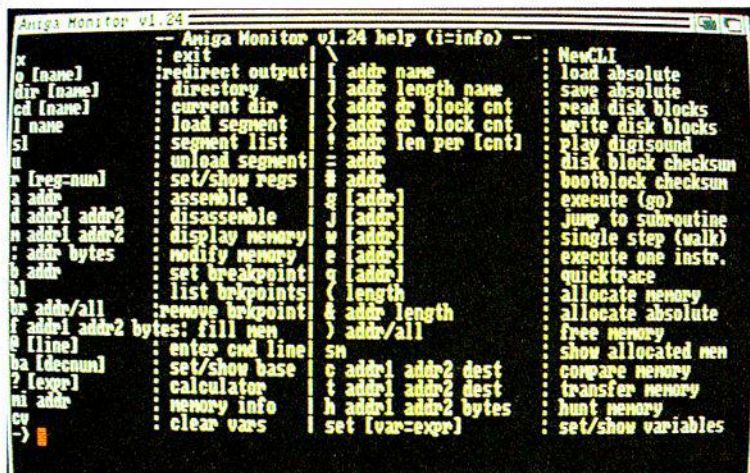 Amiga Monitor v1.24
-- Amiga Monitor v1.24 help (i=info) --
x : exit | \ : NewCLI
o [name] :redirect output| [ addr name : load absolute
dir [name] : directory | ] addr length name : save absolute
cd [name] : current dir | < addr dr block cnt : read disk blocks
l name : load segment | > addr dr block cnt : write disk blocks
sl : segment list | ! addr len per [cnt] : play digisound
u : unload segment| = addr : disk block checksum
r [reg=num] : set/show regs | # addr : bootblock checksum
a addr : assemble | g [addr] : execute (go)
d addr1 addr2 : disassemble | j [addr] : jump to subroutine
m addr1 addr2 : display memory| w [addr] : single step (walk)
: addr bytes : modify memory | e [addr] : execute one instr.
b addr : set breakpoint| q [addr] : quicktrace
bl : list brkpoints| ( length : allocate memory
br addr/all :remove brkpoint| & addr length : allocate absolute
f addr1 addr2 bytes: fill mem | ) addr/all : free memory
@ [line] : enter cmd line| sm : show allocated mem
ba [decnum] : set/show base | c addr1 addr2 dest : compare memory
? [expr] : calculator | t addr1 addr2 dest : transfer memory
mi addr : memory info | h addr1 addr2 bytes : hunt memory
cv : clear vars | set [var=expr] : set/show variables
->